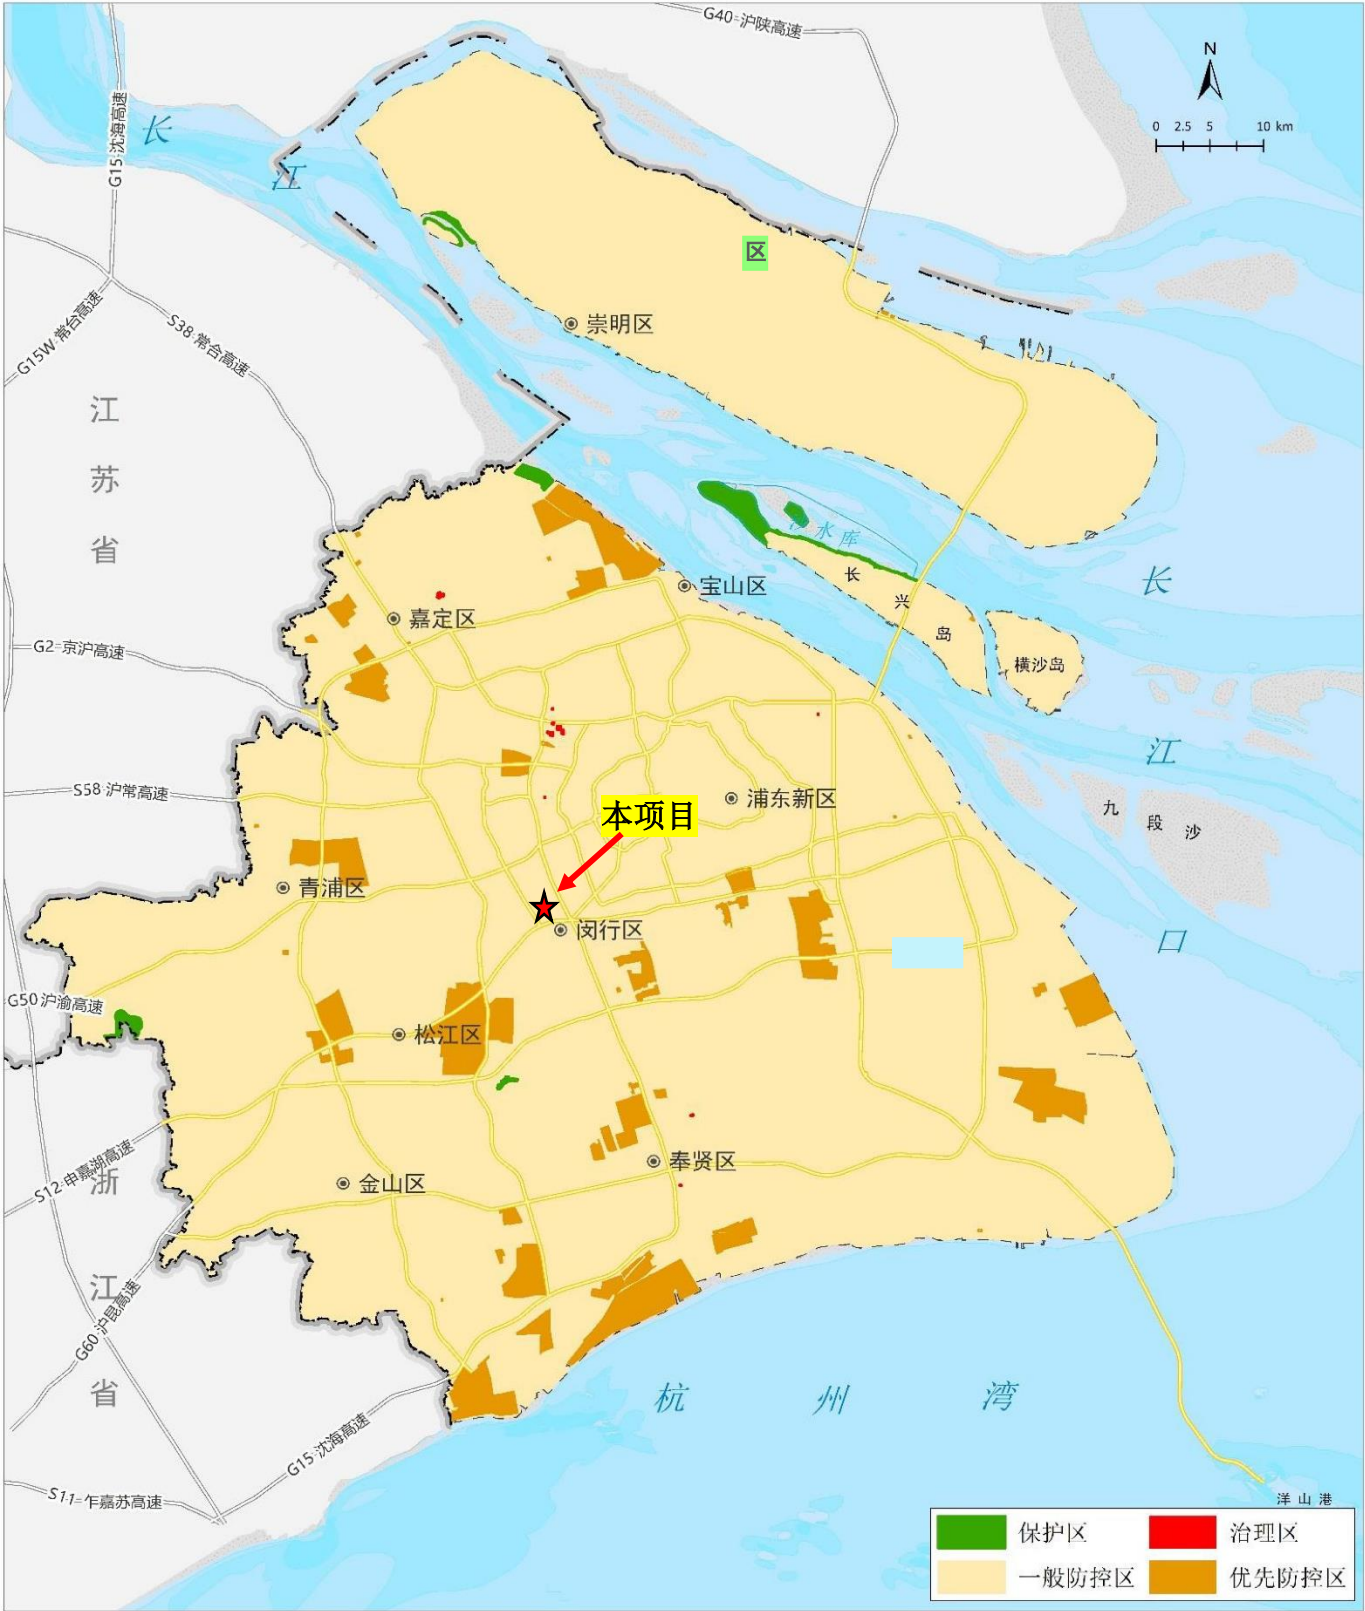 G40 沪陕高速
N
0 2.5 5 10 km
G15 沈海高速
长
江
区
崇明区
G15W 常台高速
S38 常合高速
江
苏
省
水库
长
兴
岛
横沙岛
宝山区
嘉定区
长
江
口
G2 京沪高速
S58 沪常高速
浦东新区
本项目
九 段 沙
青浦区
闵行区
G50 沪渝高速
松江区
S12 申嘉湖高速
奉贤区
金山区
浙
江
省
G60 沪昆高速
杭 州 湾
G15 沈海高速
S11 乍嘉苏高速
洋山港
保护区 治理区
一般防控区 优先防控区